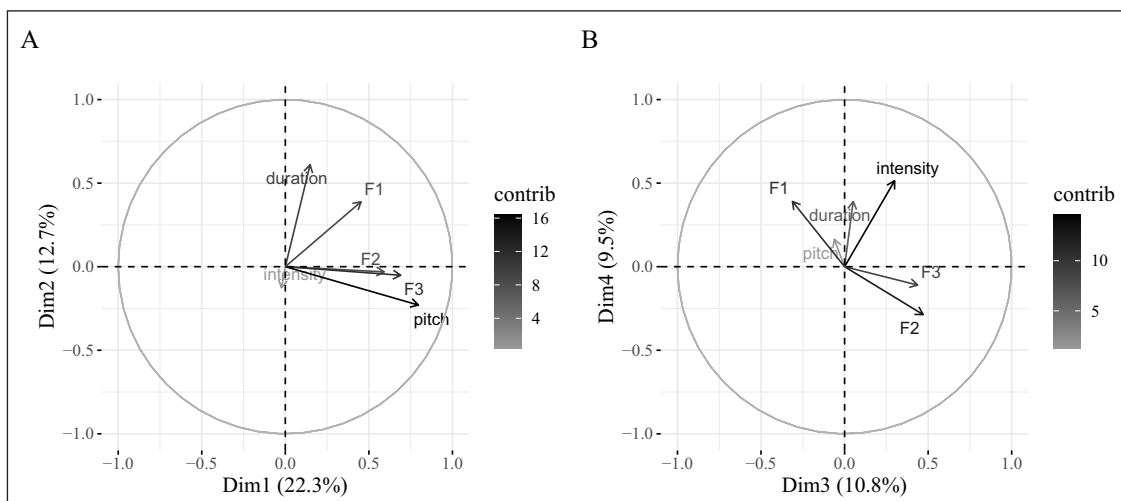 A
1.0
0.5
0.0
−0.5
−1.0
Dim2 (12.7%)
duration
F1
F2
intensity
F3
pitch
−1.0
−0.5
0.0
0.5
1.0
Dim1 (22.3%)
contrib
16
12
8
4
B
1.0
0.5
0.0
−0.5
−1.0
Dim4 (9.5%)
intensity
F1
duration
pitch
F3
F2
−1.0
−0.5
0.0
0.5
1.0
Dim3 (10.8%)
contrib
10
5